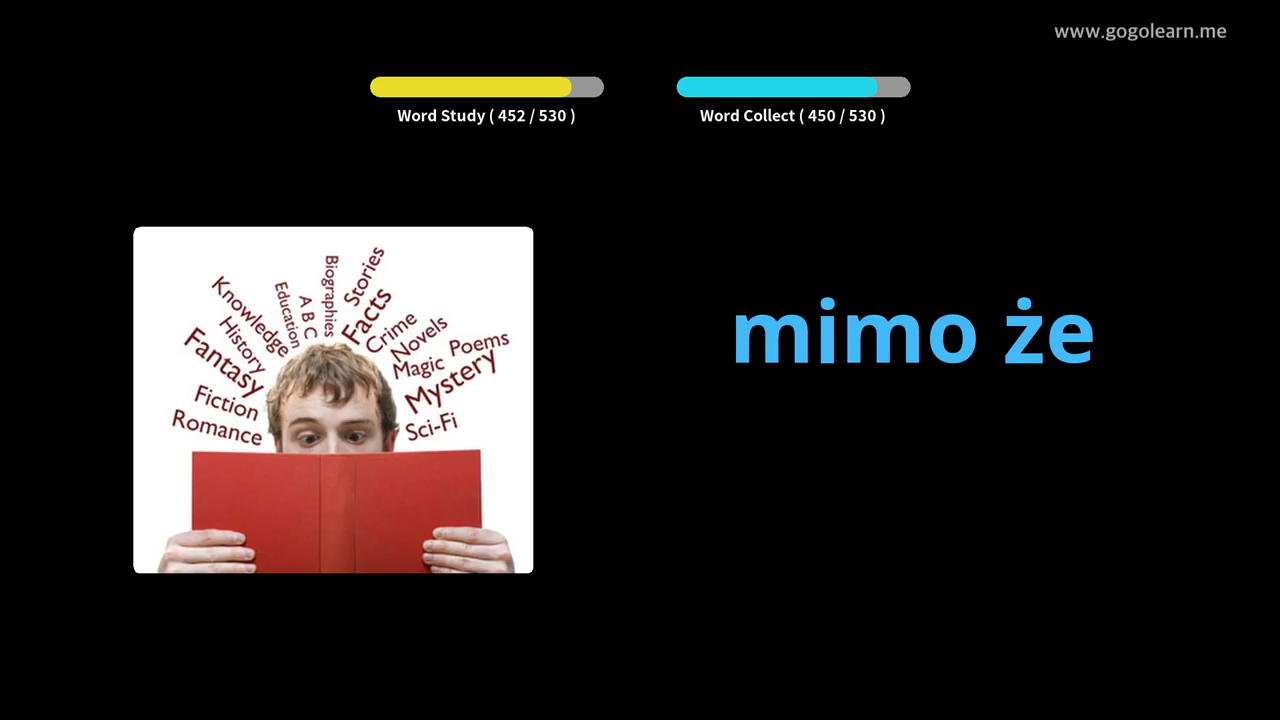 www.gogolearn.me
Word Study ( 452 / 530 )
Word Collect ( 450 / 530 )
mimo że
Knowledge
Education
A B C
Biographies
Stories
Facts
Crime
Novels
Poems
History
Fantasy
Magic
Mystery
Fiction
Sci-Fi
Romance